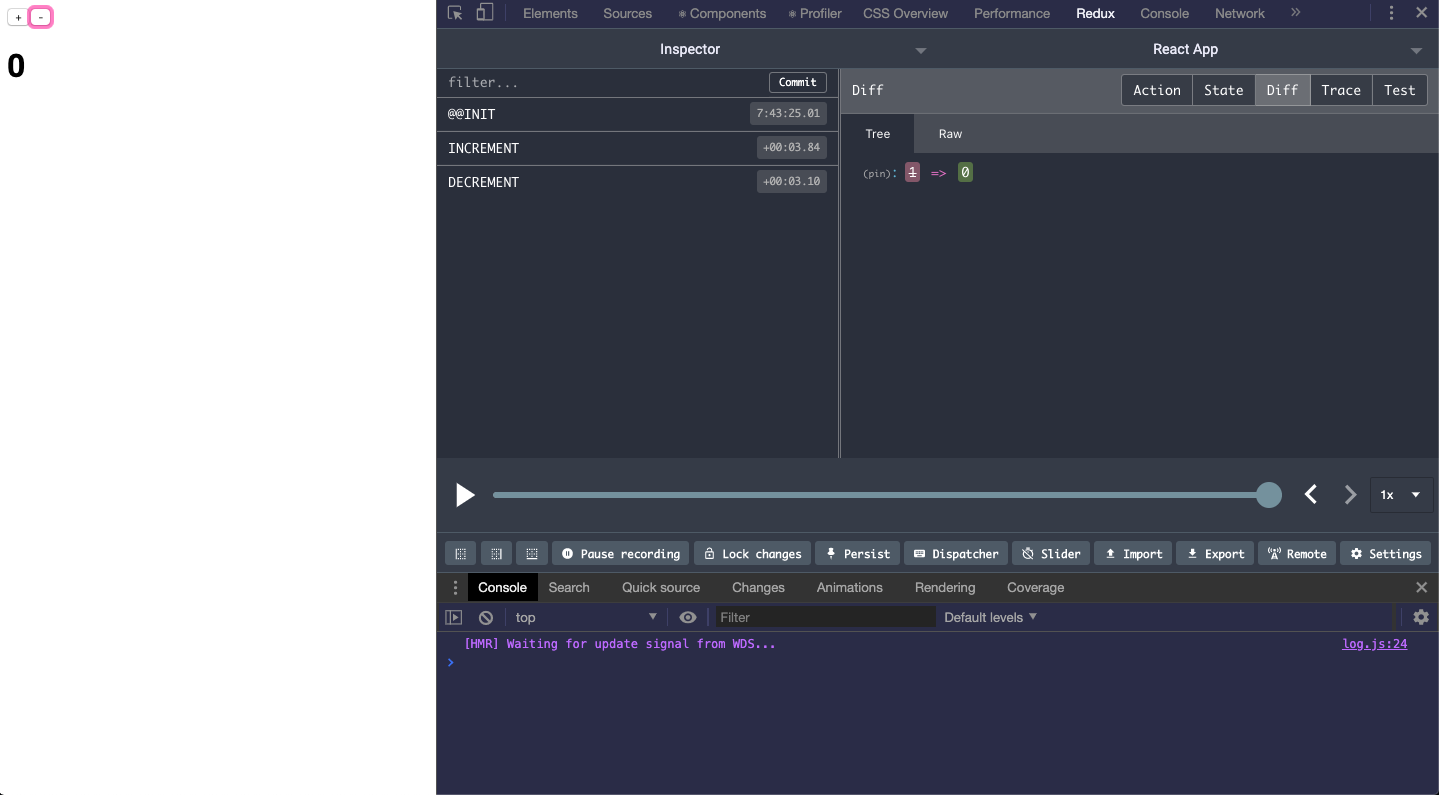 + -
0
Elements Sources Components Profiler CSS Overview Performance Redux Console Network »
Inspector React App
filter... Commit
@@INIT 7:43:25.01
INCREMENT +00:03.84
DECREMENT +00:03.10
Diff Action State Diff Trace Test
Tree Raw
(pin): 1 => 0
1x
Pause recording Lock changes Persist Dispatcher Slider Import Export Remote Settings
Console Search Quick source Changes Animations Rendering Coverage
top Filter Default levels
[HMR] Waiting for update signal from WDS... log.js:24
>